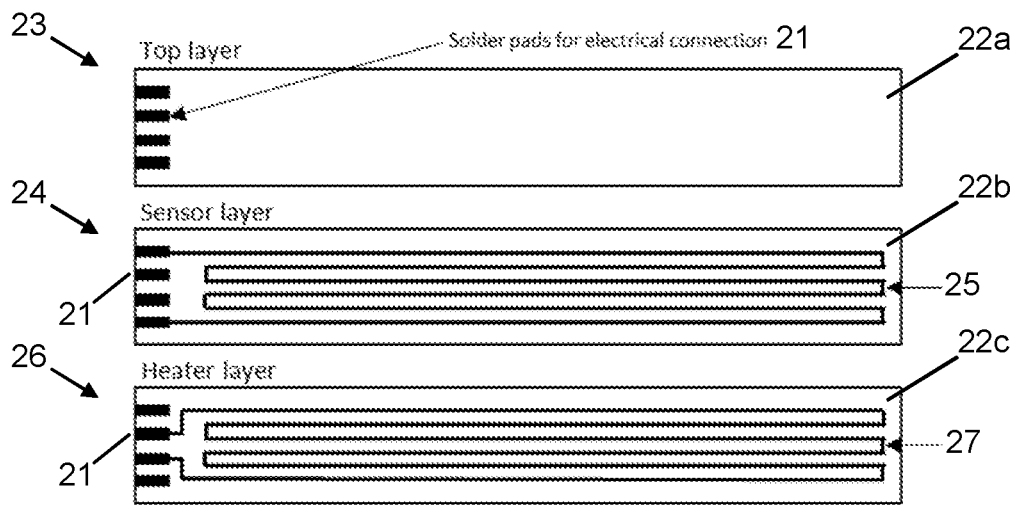 23
Top layer
Solder pads for electrical connection 21
22a
24
Sensor layer
22b
21
25
26
Heater layer
22c
21
27